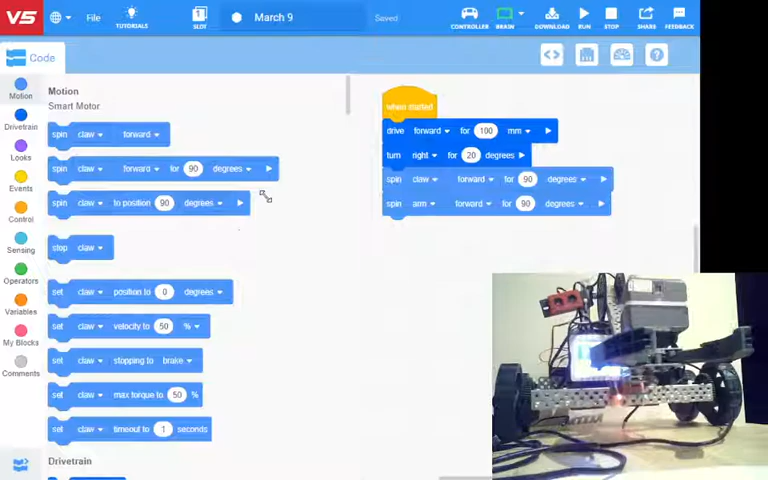 V5 File TUTORIALS 1 SLOT March 9 Saved CONTROLLER BRAIN DOWNLOAD RUN STOP SHARE FEEDBACK
Code
Motion
Drivetrain
Looks
Events
Control
Sensing
Operators
Variables
My Blocks
Comments
Motion
Smart Motor
spin claw forward
spin claw forward for 90 degrees
spin claw to position 90 degrees
stop claw
set claw position to 0 degrees
set claw velocity to 50 %
set claw stopping to brake
set claw max torque to 50 %
set claw timeout to 1 seconds
Drivetrain
when started
drive forward for 100 mm
turn right for 20 degrees
spin claw forward for 90 degrees
spin arm forward for 90 degrees